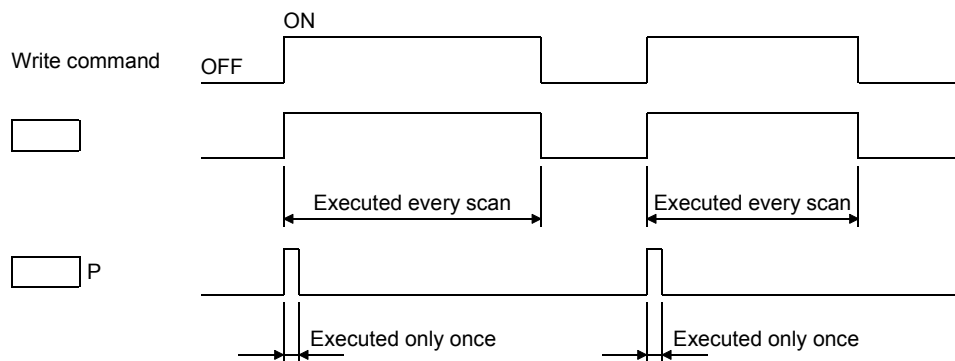 ON
Write command
OFF
Executed every scan
Executed every scan
P
Executed only once
Executed only once